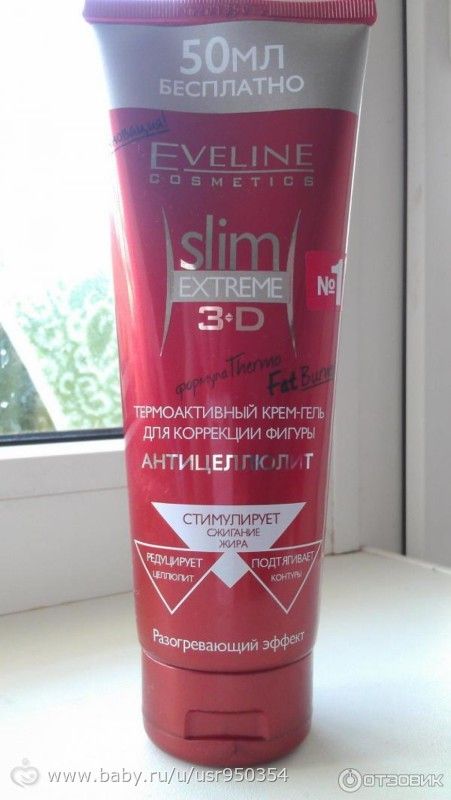 50МЛ
БЕСПЛАТНО
EVELINE
COSMETICS
slim
EXTREME
3D
№1
формула Thermo
Fat Burn
ТЕРМОАКТИВНЫЙ КРЕМ-ГЕЛЬ
ДЛЯ КОРРЕКЦИИ ФИГУРЫ
АНТИЦЕЛЛЮЛИТ
СТИМУЛИРУЕТ
СЖИГАНИЕ
ЖИРА
РЕДУЦИРУЕТ
ЦЕЛЛЮЛИТ
ПОДТЯГИВАЕТ
КОНТУРЫ
Разогревающий эффект
www.baby.ru/u/usr950354
ОТЗОВИК